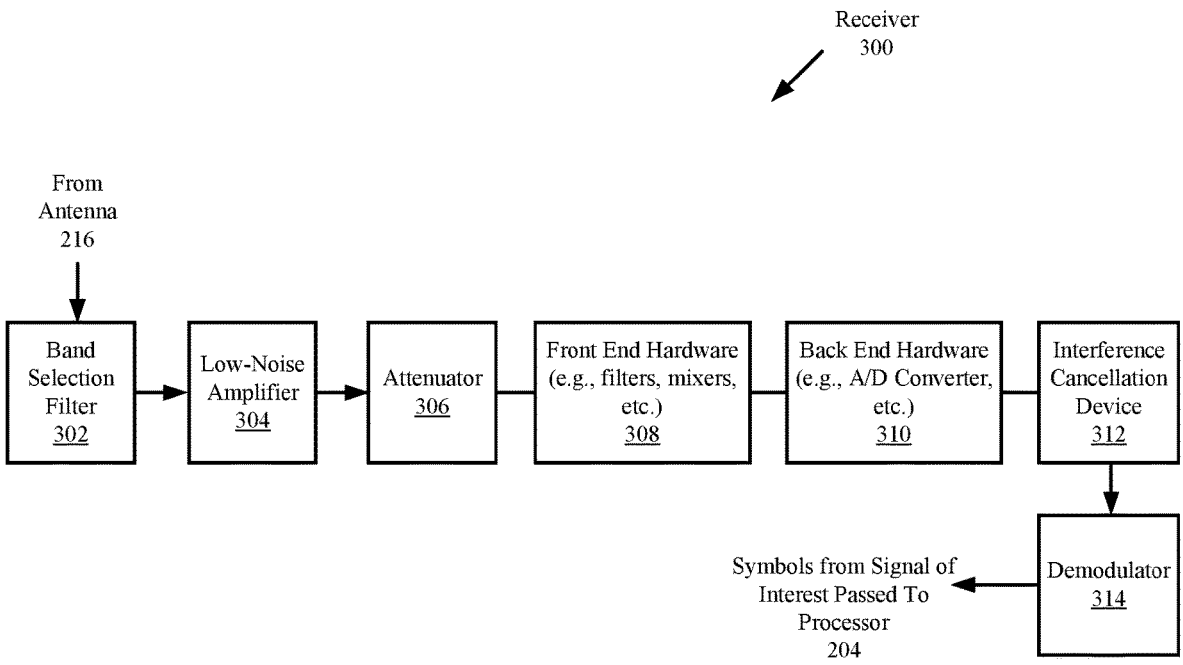 Receiver
300
From
Antenna
216
Band
Selection
Filter
302
Low-Noise
Amplifier
304
Attenuator
306
Front End Hardware
(e.g., filters, mixers,
etc.)
308
Back End Hardware
(e.g., A/D Converter,
etc.)
310
Interference
Cancellation
Device
312
Demodulator
314
Symbols from Signal of
Interest Passed To
Processor
204